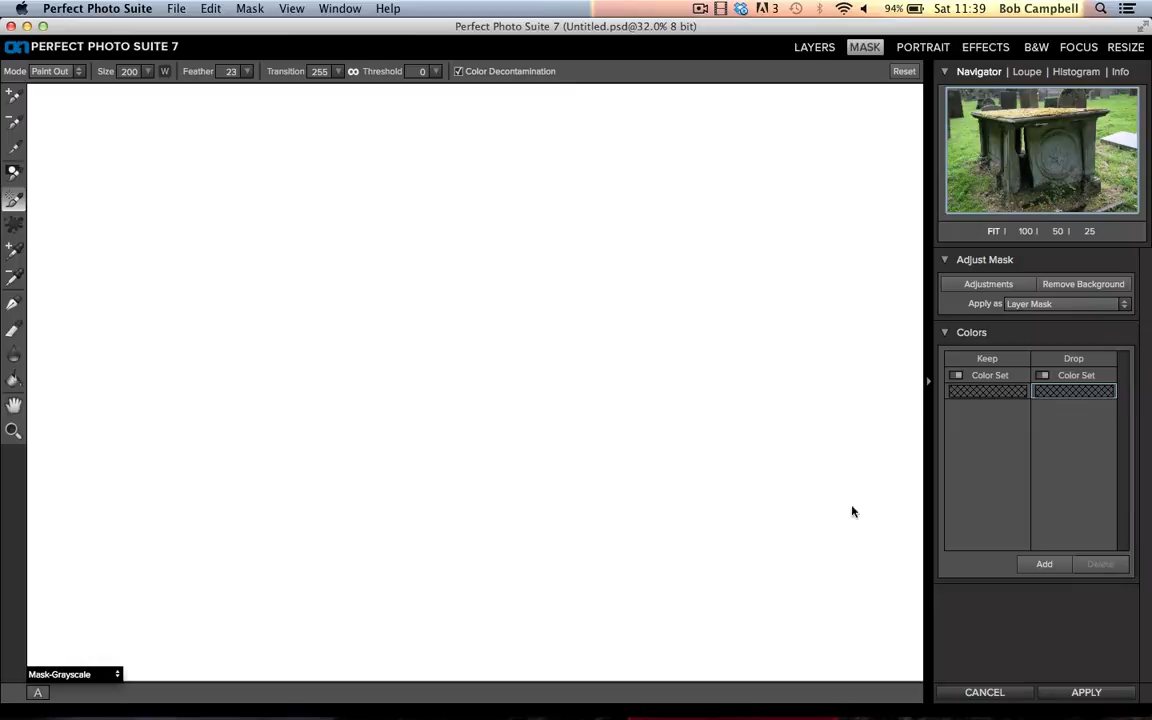 Perfect Photo Suite File Edit Mask View Window Help 3 94% Sat 11:39 Bob Campbell
Perfect Photo Suite 7 (Untitled.psd@32.0% 8 bit)
on PERFECT PHOTO SUITE 7 LAYERS MASK PORTRAIT EFFECTS B&W FOCUS RESIZE
Mode Paint Out Size 200 W Feather 23 Transition 255 Threshold 0 Color Decontamination Reset
Navigator | Loupe | Histogram | Info
FIT | 100 | 50 | 25
Adjust Mask
Adjustments Remove Background
Apply as Layer Mask
Colors
Keep Drop
Color Set Color Set
Add Delete
Mask-Grayscale
A CANCEL APPLY